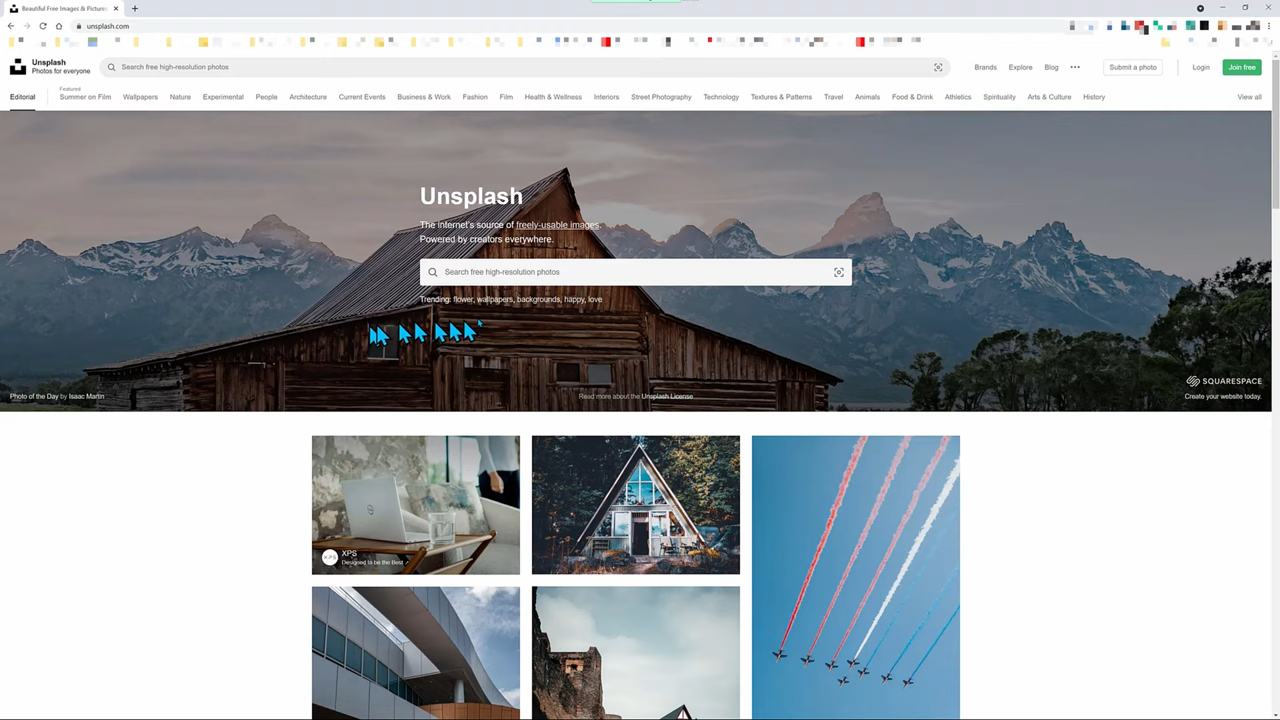 Beautiful Free Images & Pictures
unsplash.com
Unsplash
Photos for everyone
Search free high-resolution photos
Brands
Explore
Blog
Submit a photo
Login
Join free
Editorial
Featured
Summer on Film
Wallpapers
Nature
Experimental
People
Architecture
Current Events
Business & Work
Fashion
Film
Health & Wellness
Interiors
Street Photography
Technology
Textures & Patterns
Travel
Animals
Food & Drink
Athletics
Spirituality
Arts & Culture
History
View all
Unsplash
The internet's source of freely-usable images.
Powered by creators everywhere.
Search free high-resolution photos
Trending: flower, wallpapers, backgrounds, happy, love
SQUARESPACE
Photo of the Day by Isaac Martin
Read more about the Unsplash License
Create your website today.
XPS
XPS
Designed to be the Best ↗